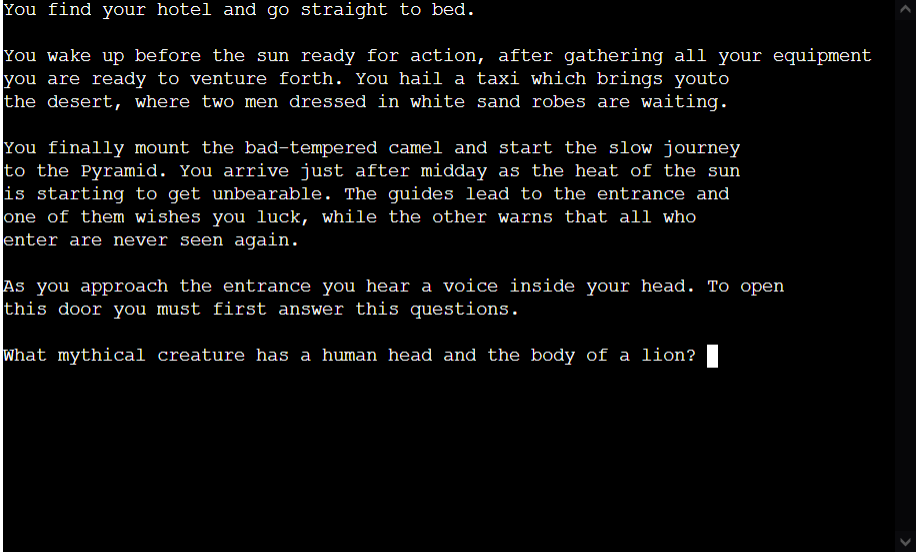 You find your hotel and go straight to bed.
You wake up before the sun ready for action, after gathering all your equipment
you are ready to venture forth. You hail a taxi which brings youto
the desert, where two men dressed in white sand robes are waiting.
You finally mount the bad-tempered camel and start the slow journey
to the Pyramid. You arrive just after midday as the heat of the sun
is starting to get unbearable. The guides lead to the entrance and
one of them wishes you luck, while the other warns that all who
enter are never seen again.
As you approach the entrance you hear a voice inside your head. To open
this door you must first answer this questions.
What mythical creature has a human head and the body of a lion?